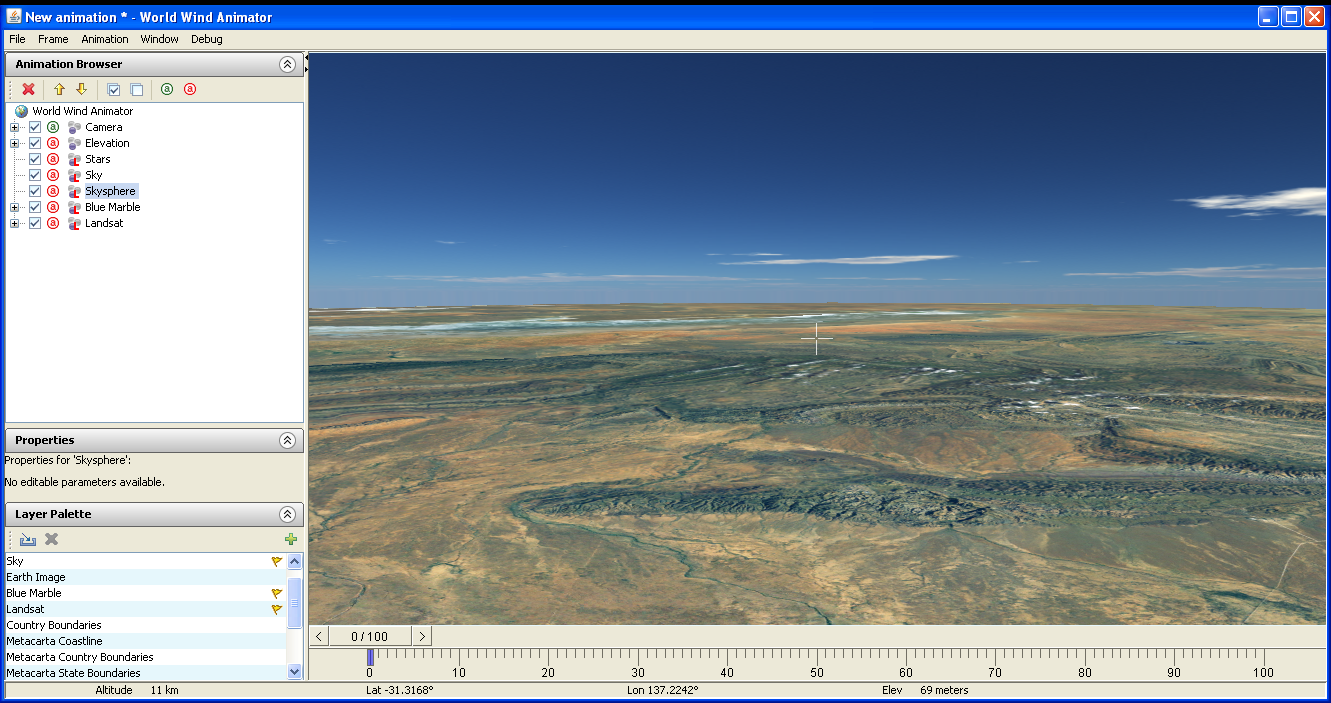 New animation * - World Wind Animator
File Frame Animation Window Debug
Animation Browser
World Wind Animator
Camera
Elevation
Stars
Sky
Skysphere
Blue Marble
Landsat
Properties
Properties for 'Skysphere':
No editable parameters available.
Layer Palette
Sky
Earth Image
Blue Marble
Landsat
Country Boundaries
Metacarta Coastline
Metacarta Country Boundaries
Metacarta State Boundaries
< 0 / 100 >
0 10 20 30 40 50 60 70 80 90 100
Altitude 11 km Lat -31.3168° Lon 137.2242° Elev 69 meters